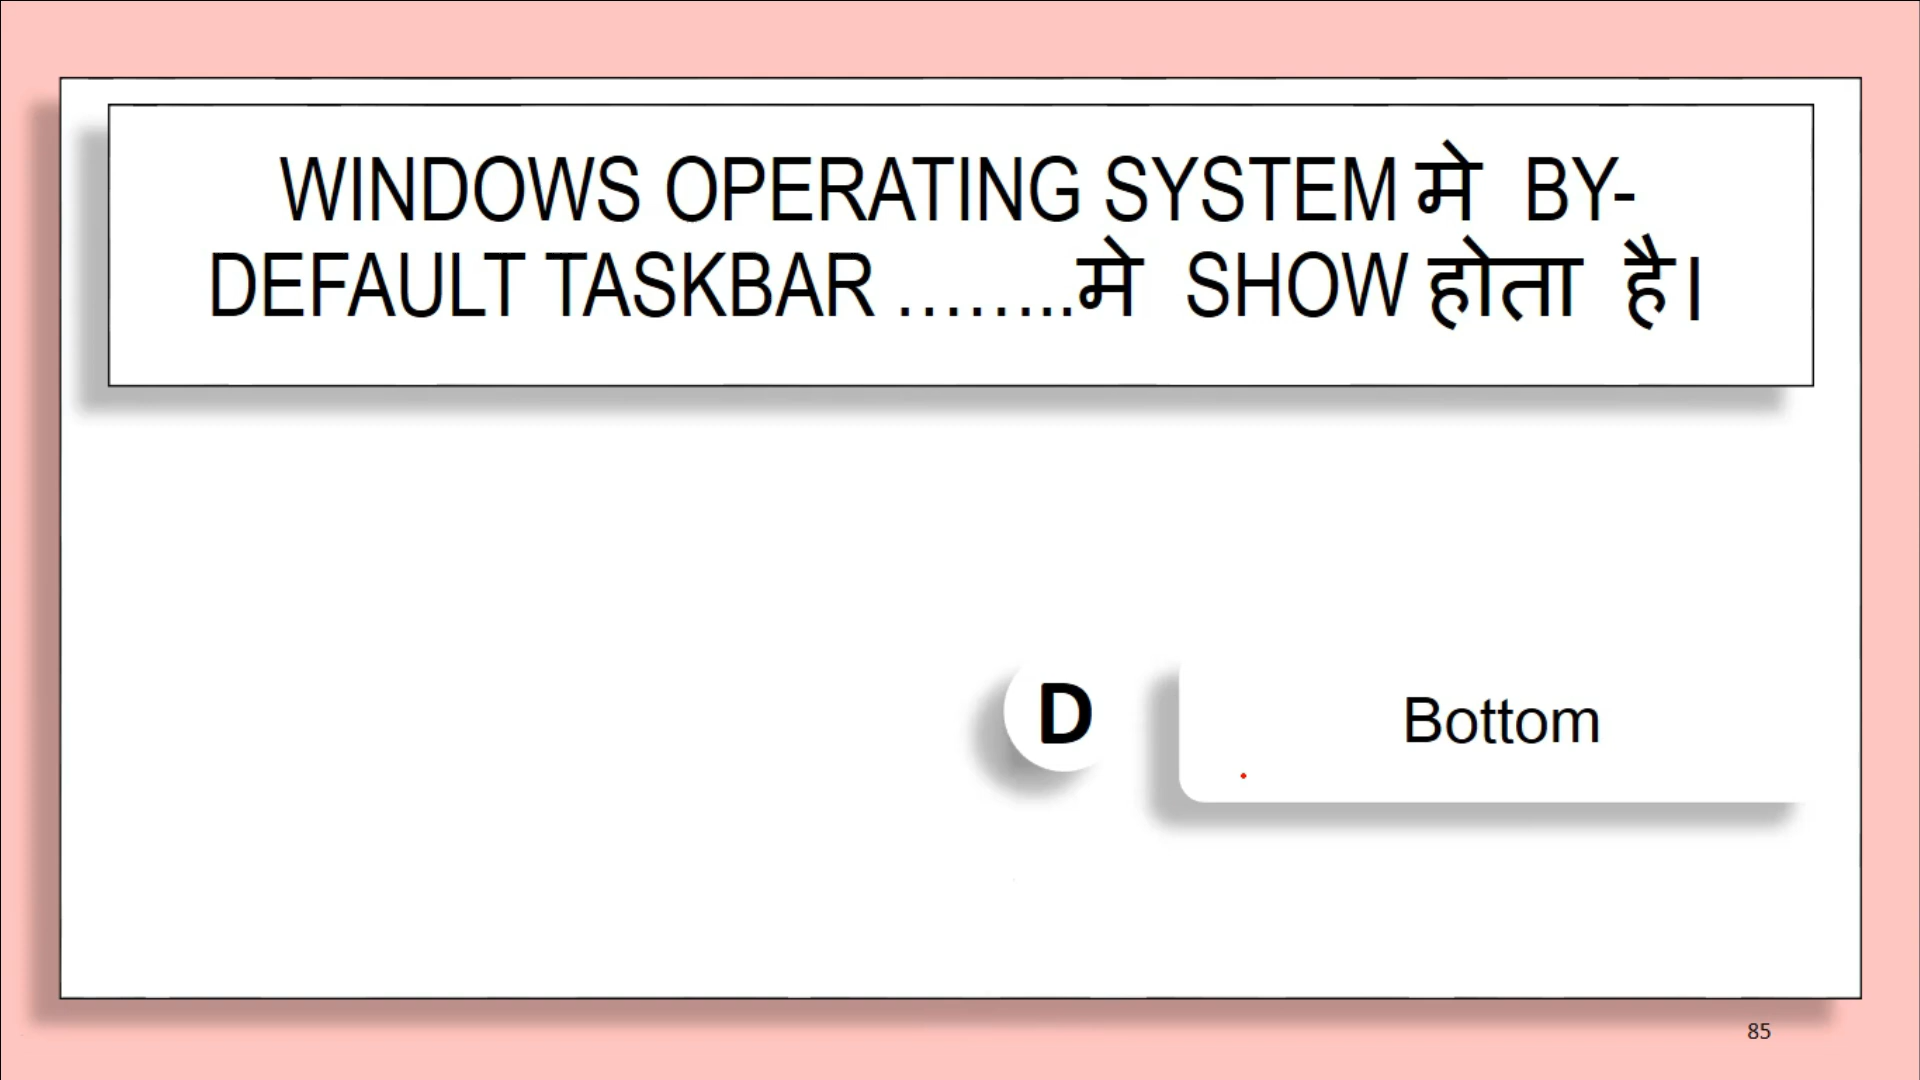 WINDOWS OPERATING SYSTEM मे BY-
DEFAULT TASKBAR ……..मे SHOW होता है।
D
Bottom
85